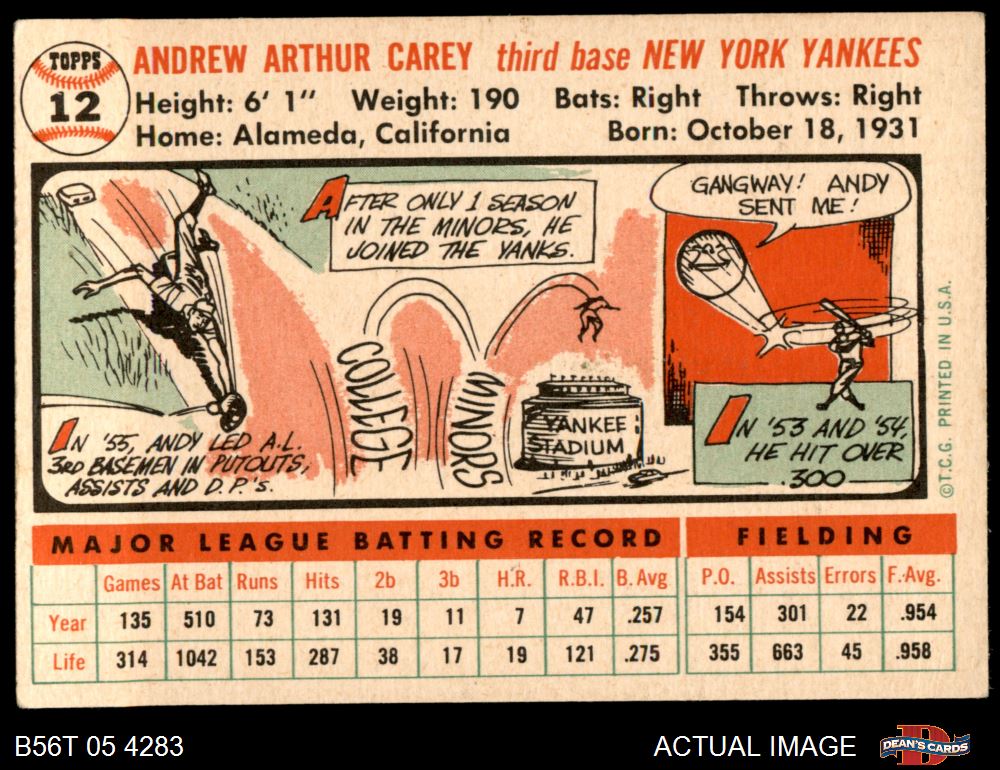 TOPPS
12
ANDREW ARTHUR CAREY third base NEW YORK YANKEES
Height: 6' 1" Weight: 190 Bats: Right Throws: Right
Home: Alameda, California Born: October 18, 1931
AFTER ONLY 1 SEASON
IN THE MINORS, HE
JOINED THE YANKS.
GANGWAY! ANDY
SENT ME!
COLLEGE
MINORS
YANKEE
STADIUM
IN '55, ANDY LED A.L.
3RD BASEMEN IN PUTOUTS,
ASSISTS AND D.P.'s.
IN '53 AND '54,
HE HIT OVER
.300
©T.C.G. PRINTED IN U.S.A.
MAJOR LEAGUE BATTING RECORD FIELDING
Games At Bat Runs Hits 2b 3b H.R. R.B.I. B. Avg P.O. Assists Errors F. Avg.
Year 135 510 73 131 19 11 7 47 .257 154 301 22 .954
Life 314 1042 153 287 38 17 19 121 .275 355 663 45 .958
B56T 05 4283
ACTUAL IMAGE
DEAN'S CARDS